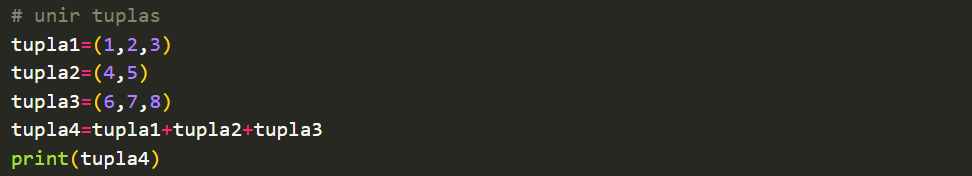 # unir tuplas
tupla1=(1,2,3)
tupla2=(4,5)
tupla3=(6,7,8)
tupla4=tupla1+tupla2+tupla3
print(tupla4)